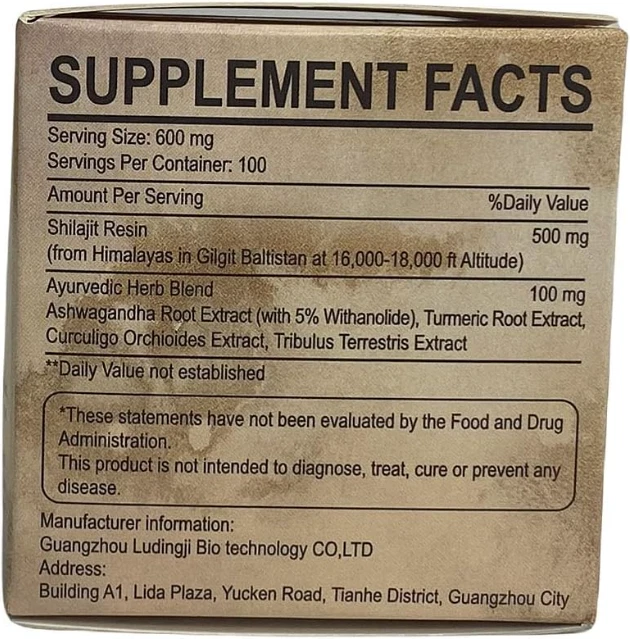 SUPPLEMENT FACTS
Serving Size: 600 mg
Servings Per Container: 100
Amount Per Serving %Daily Value
Shilajit Resin 500 mg
(from Himalayas in Gilgit Baltistan at 16,000-18,000 ft Altitude)
Ayurvedic Herb Blend 100 mg
Ashwagandha Root Extract (with 5% Withanolide), Turmeric Root Extract,
Curculigo Orchioides Extract, Tribulus Terrestris Extract
**Daily Value not established
*These statements have not been evaluated by the Food and Drug
Administration.
This product is not intended to diagnose, treat, cure or prevent any
disease.
Manufacturer information:
Guangzhou Ludingji Bio technology CO,LTD
Address:
Building A1, Lida Plaza, Yucken Road, Tianhe District, Guangzhou City